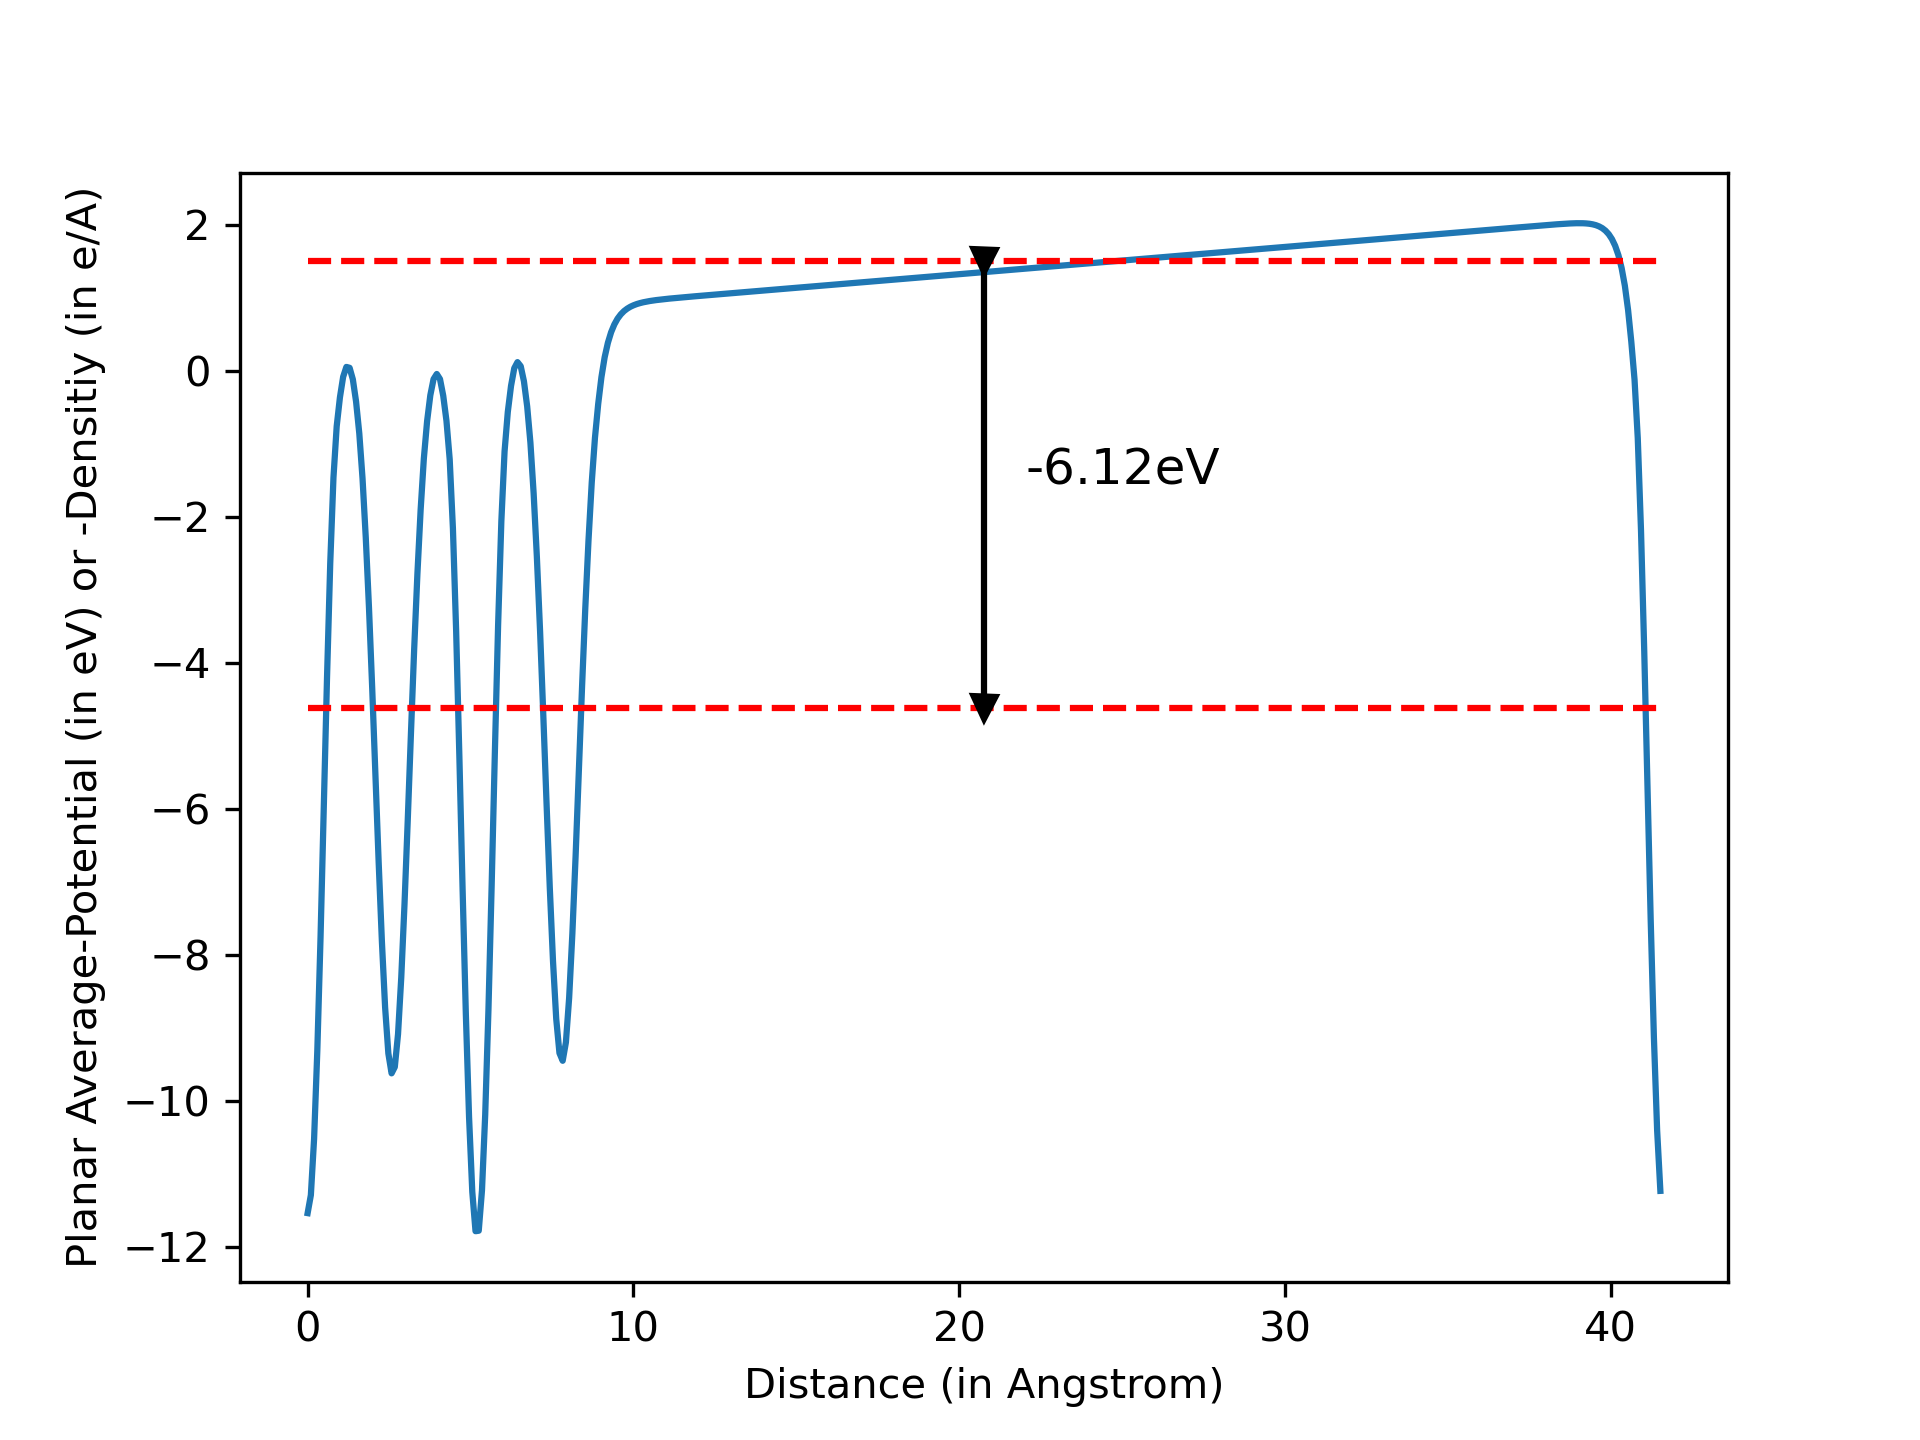 Planar Average-Potential (in eV) or -Densitiy (in e/A)
2
0
−2
−4
−6
−8
−10
−12
-6.12eV
0 10 20 30 40
Distance (in Angstrom)